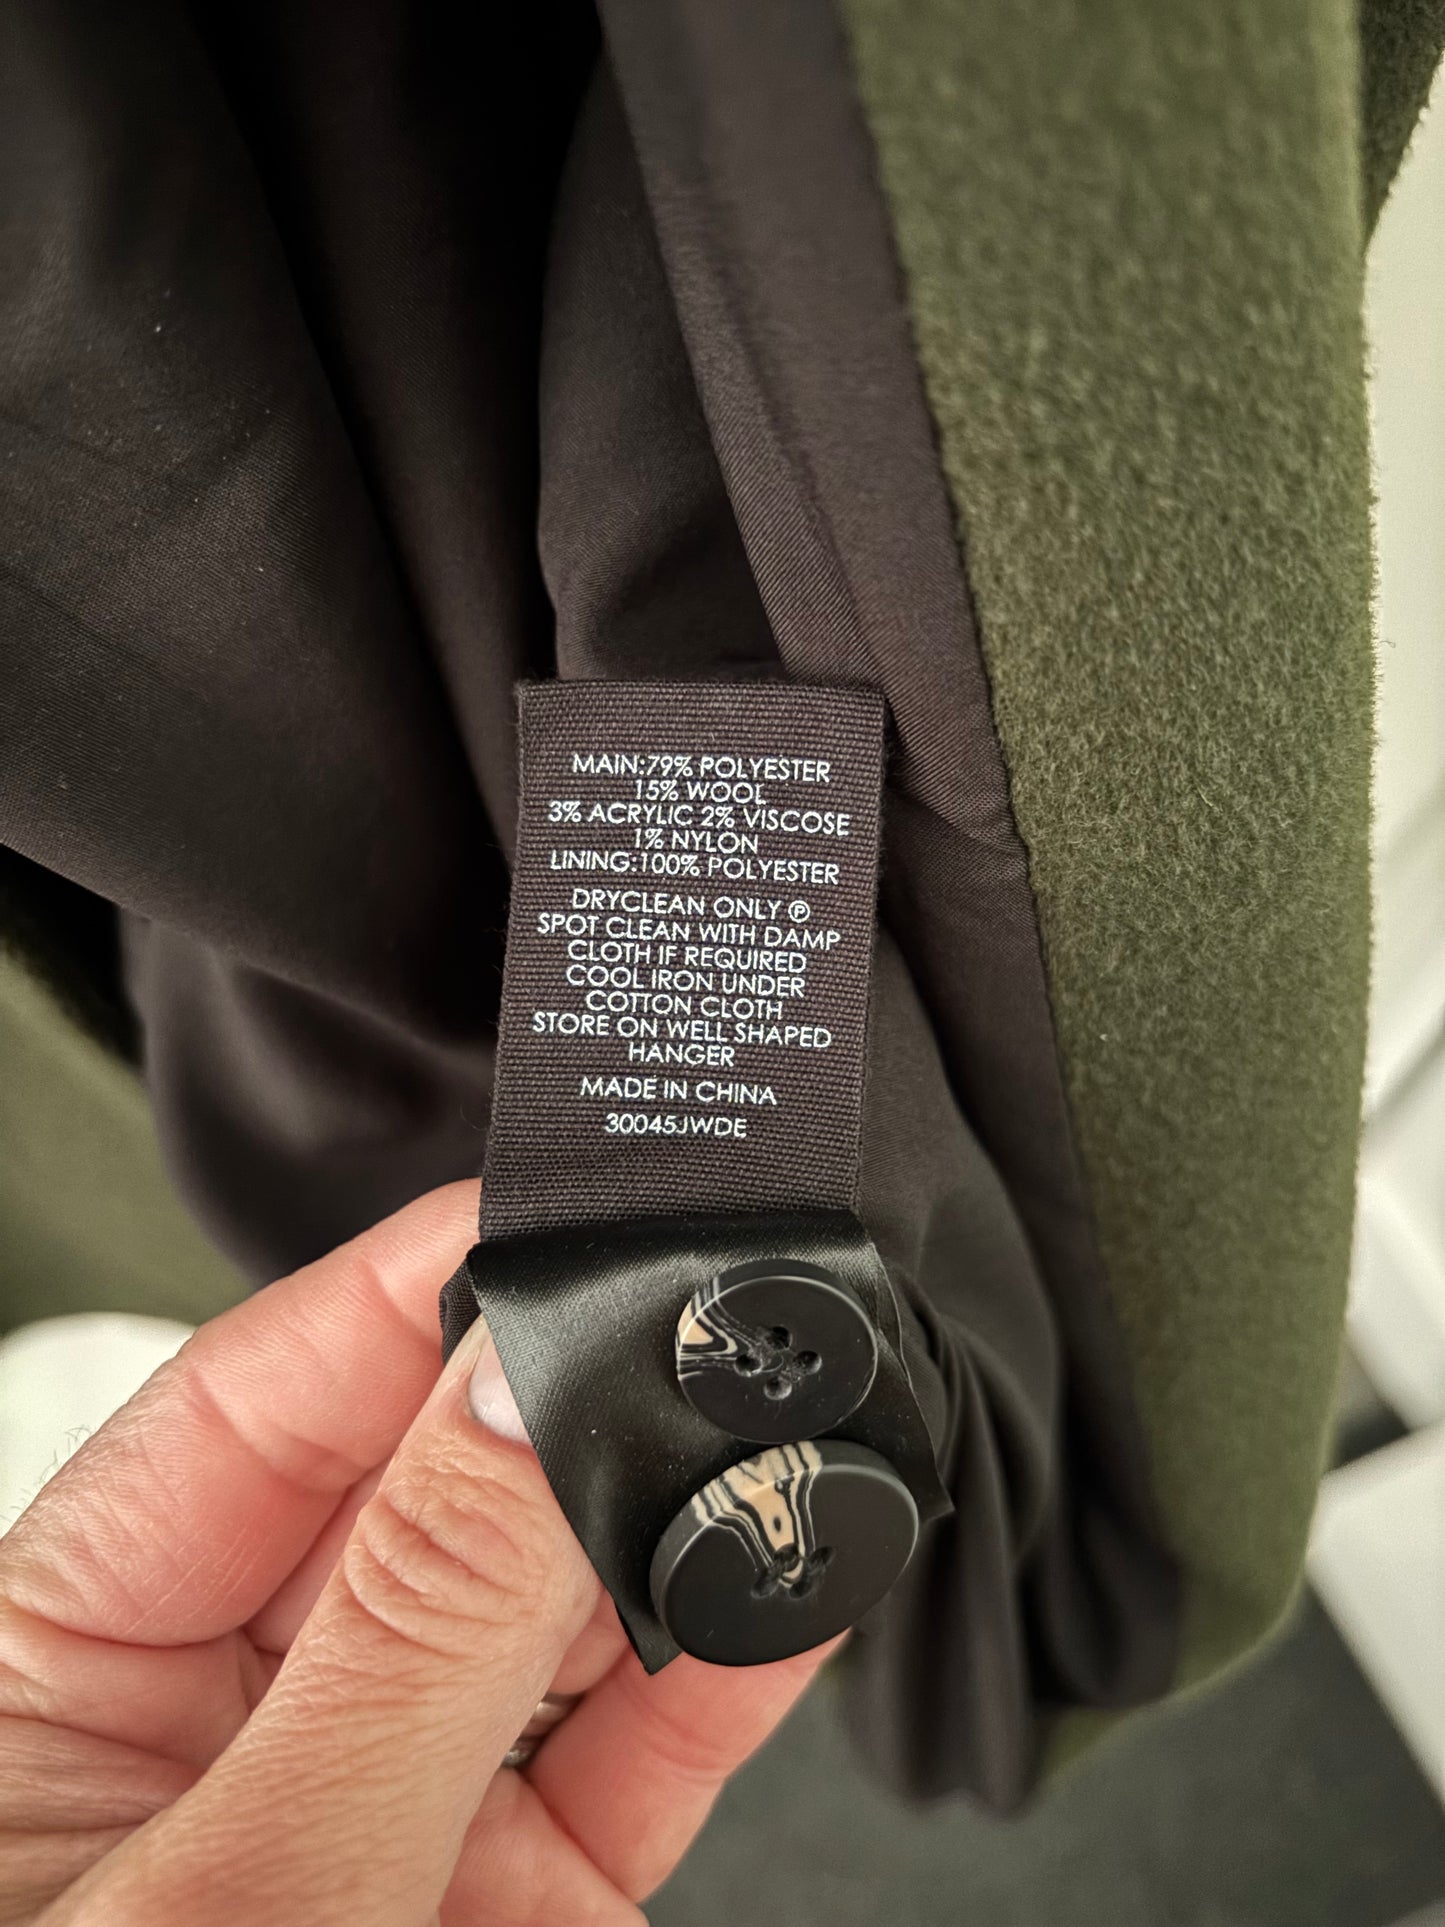 MAIN:79% POLYESTER
15% WOOL
3% ACRYLIC 2% VISCOSE
1% NYLON
LINING:100% POLYESTER
DRYCLEAN ONLY Ⓟ
SPOT CLEAN WITH DAMP
CLOTH IF REQUIRED
COOL IRON UNDER
COTTON CLOTH
STORE ON WELL SHAPED
HANGER
MADE IN CHINA
30045JWDE